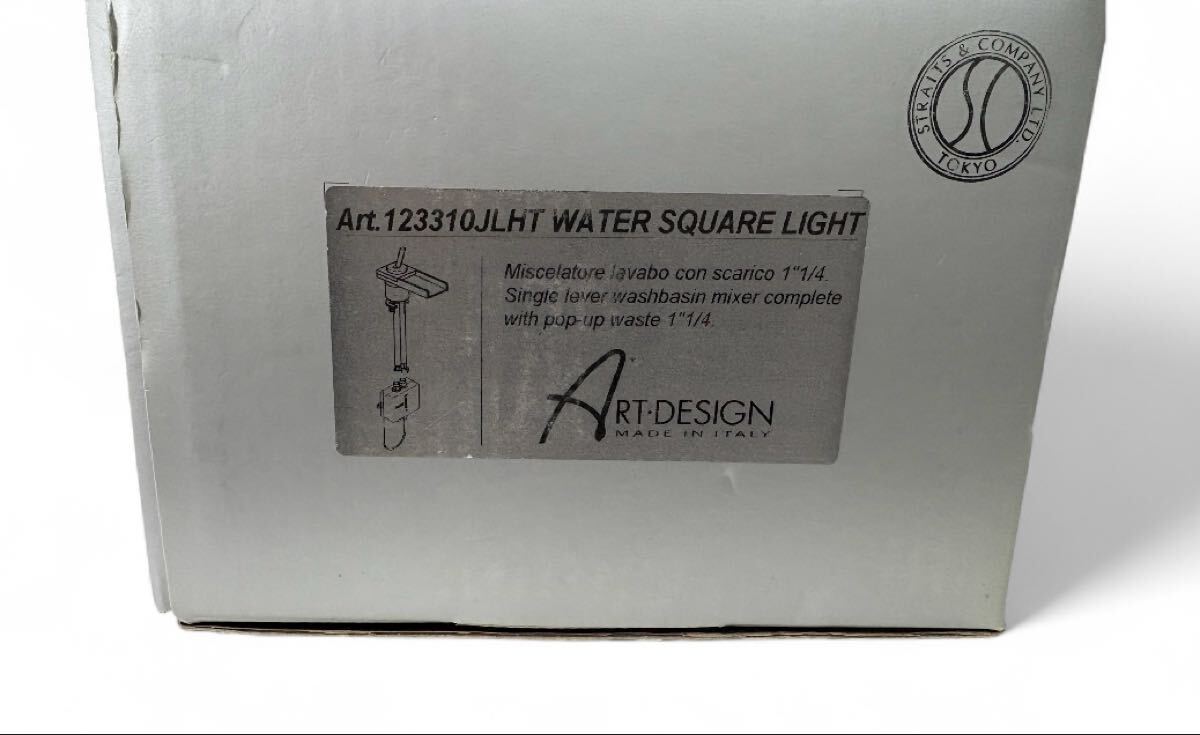 STRAITS & COMPANY LTD.
TOKYO
Art.123310JLHT WATER SQUARE LIGHT
Miscelatore lavabo con scarico 1"1/4.
Single lever washbasin mixer complete
with pop-up waste 1"1/4.
ART·DESIGN
MADE IN ITALY